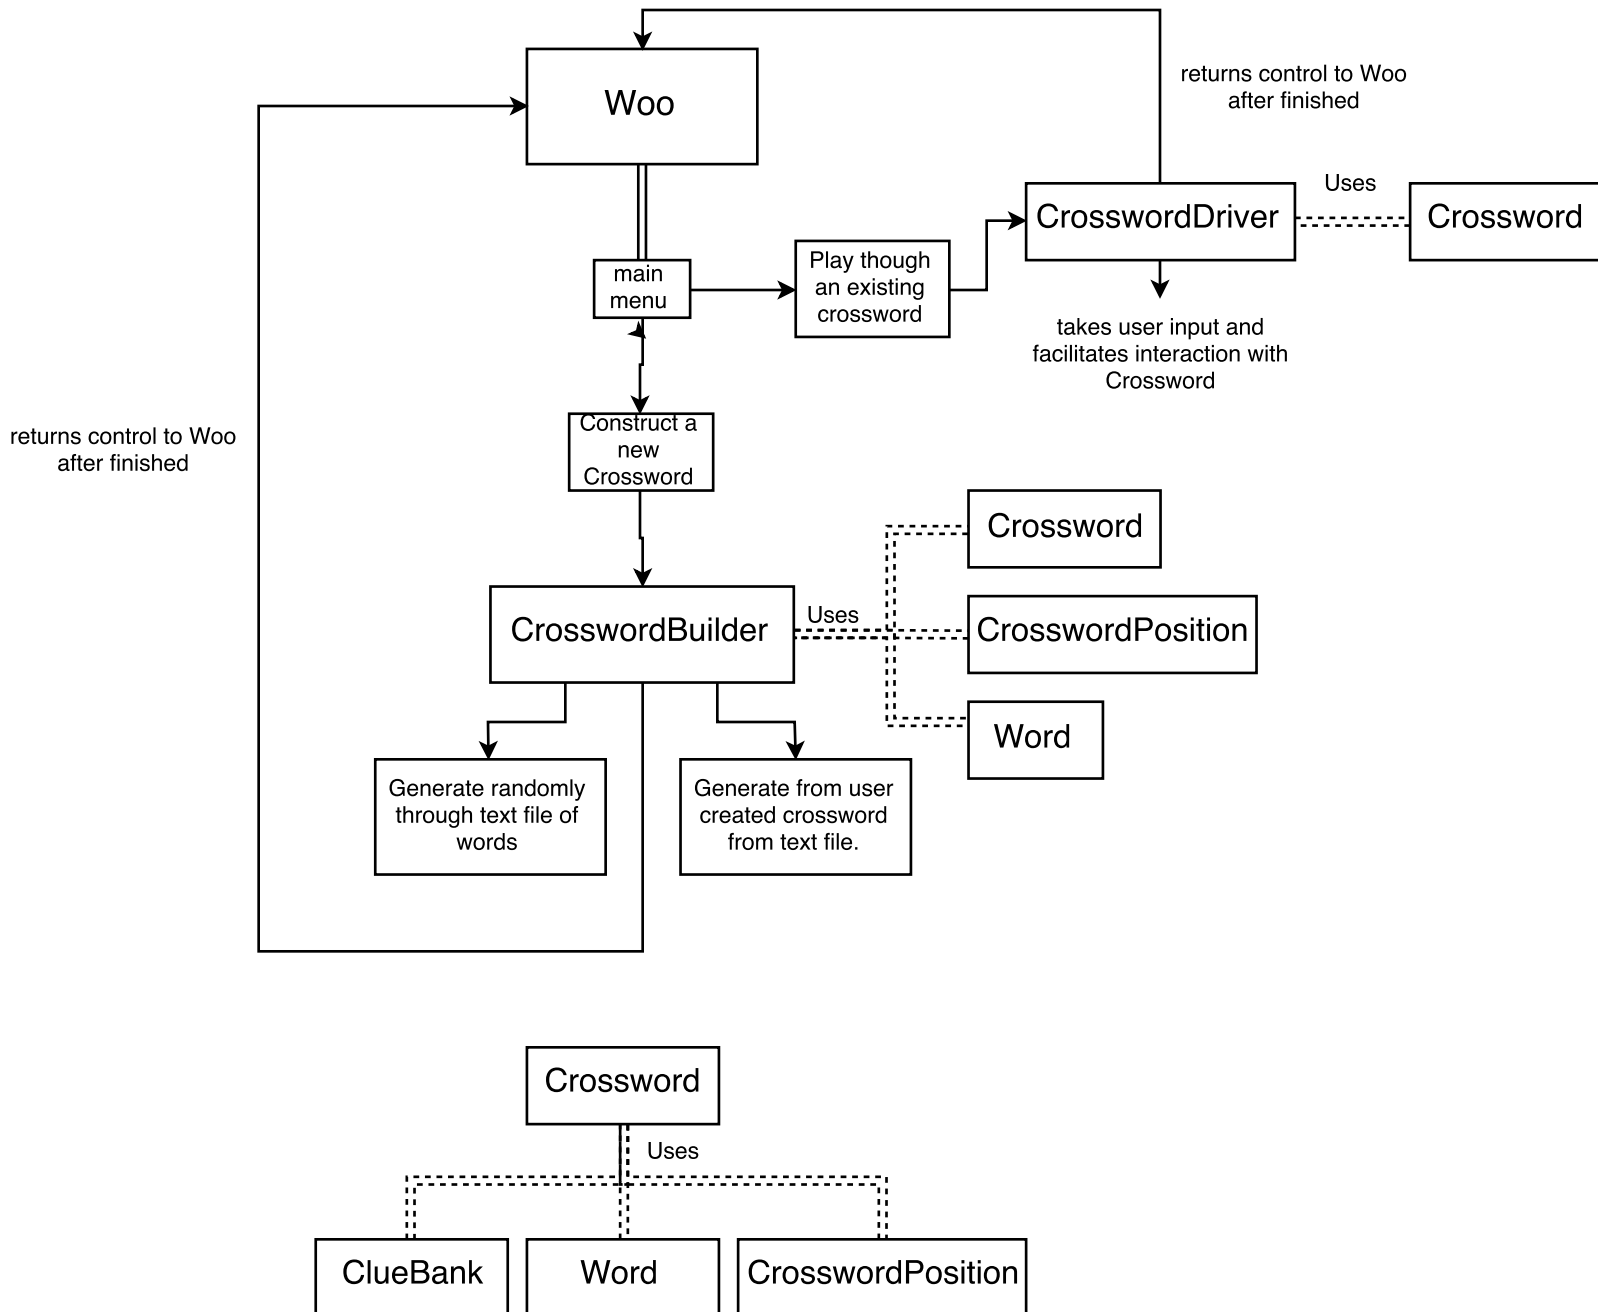 Woo
returns control to Woo
after finished
Uses
CrosswordDriver
Crossword
main
menu
Play though
an existing
crossword
takes user input and
facilitates interaction with
Crossword
Construct a
new
Crossword
returns control to Woo
after finished
Crossword
CrosswordBuilder
Uses
CrosswordPosition
Word
Generate randomly
through text file of
words
Generate from user
created crossword
from text file.
Crossword
Uses
ClueBank
Word
CrosswordPosition